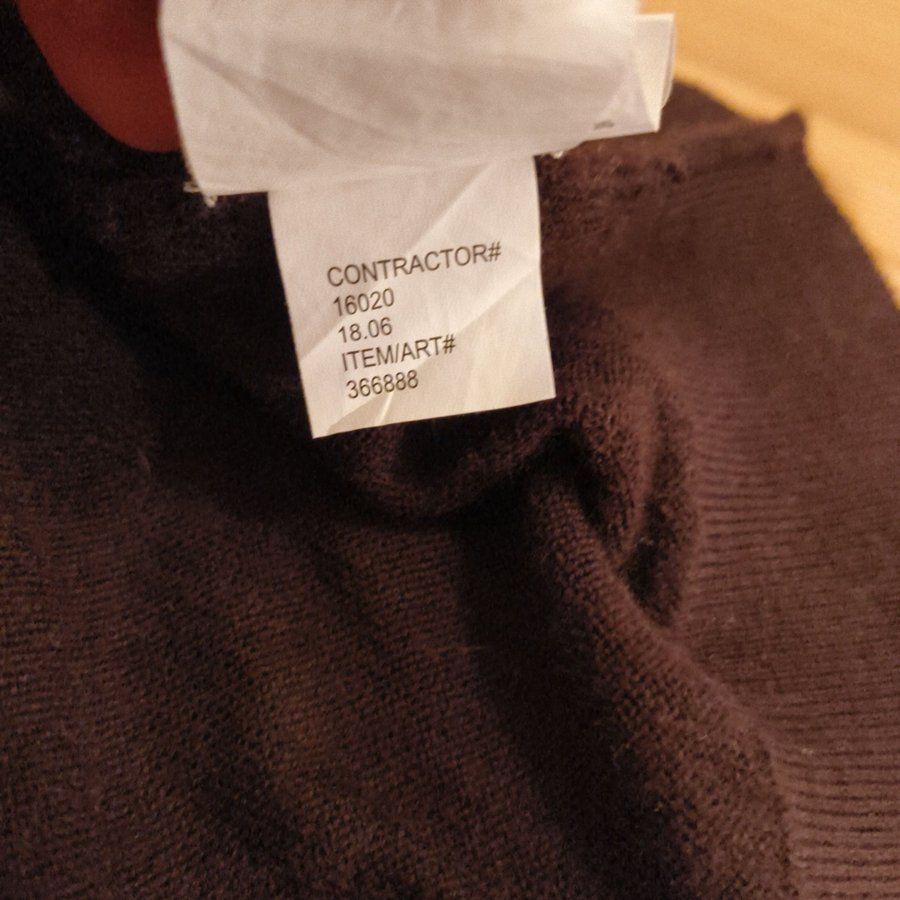 CONTRACTOR#
16020
18.06
ITEM/ART#
366888